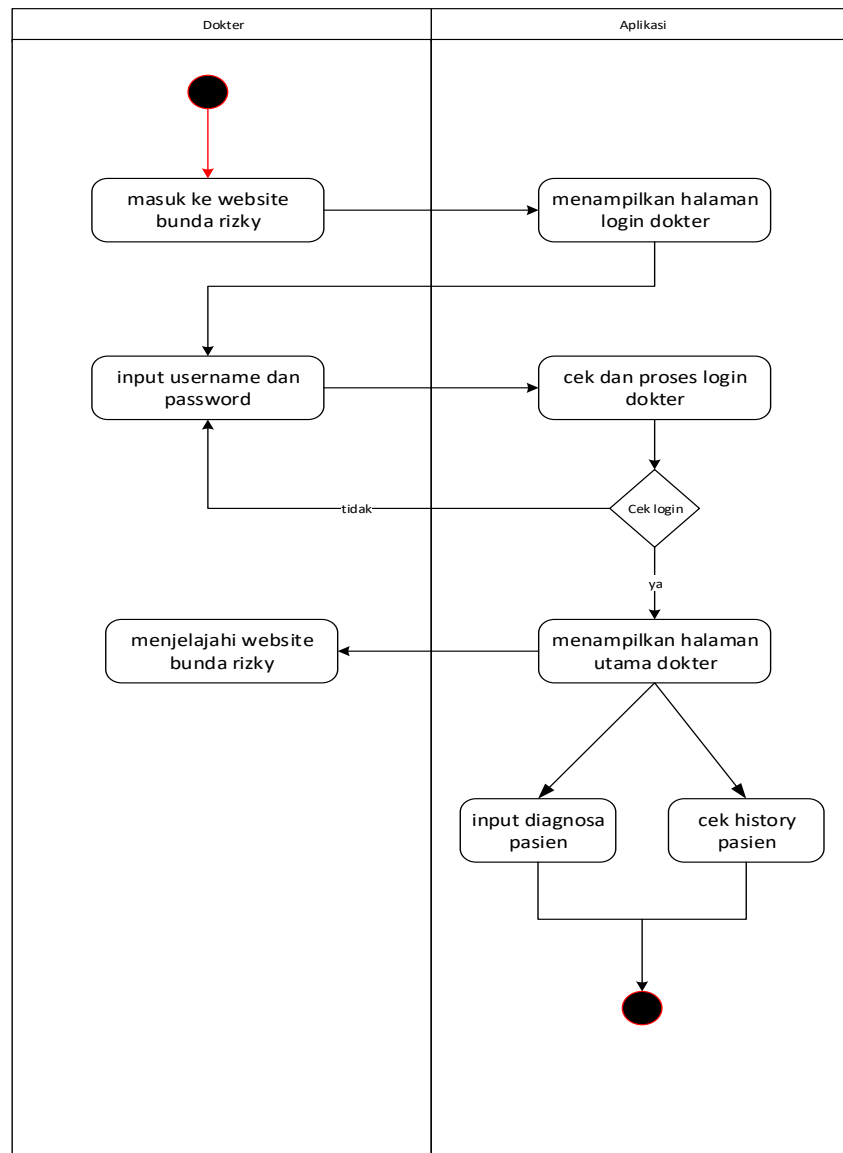 Dokter
Aplikasi
masuk ke website
bunda rizky
menampilkan halaman
login dokter
input username dan
password
cek dan proses login
dokter
Cek login
tidak
ya
menjelajahi website
bunda rizky
menampilkan halaman
utama dokter
input diagnosa
pasien
cek history
pasien